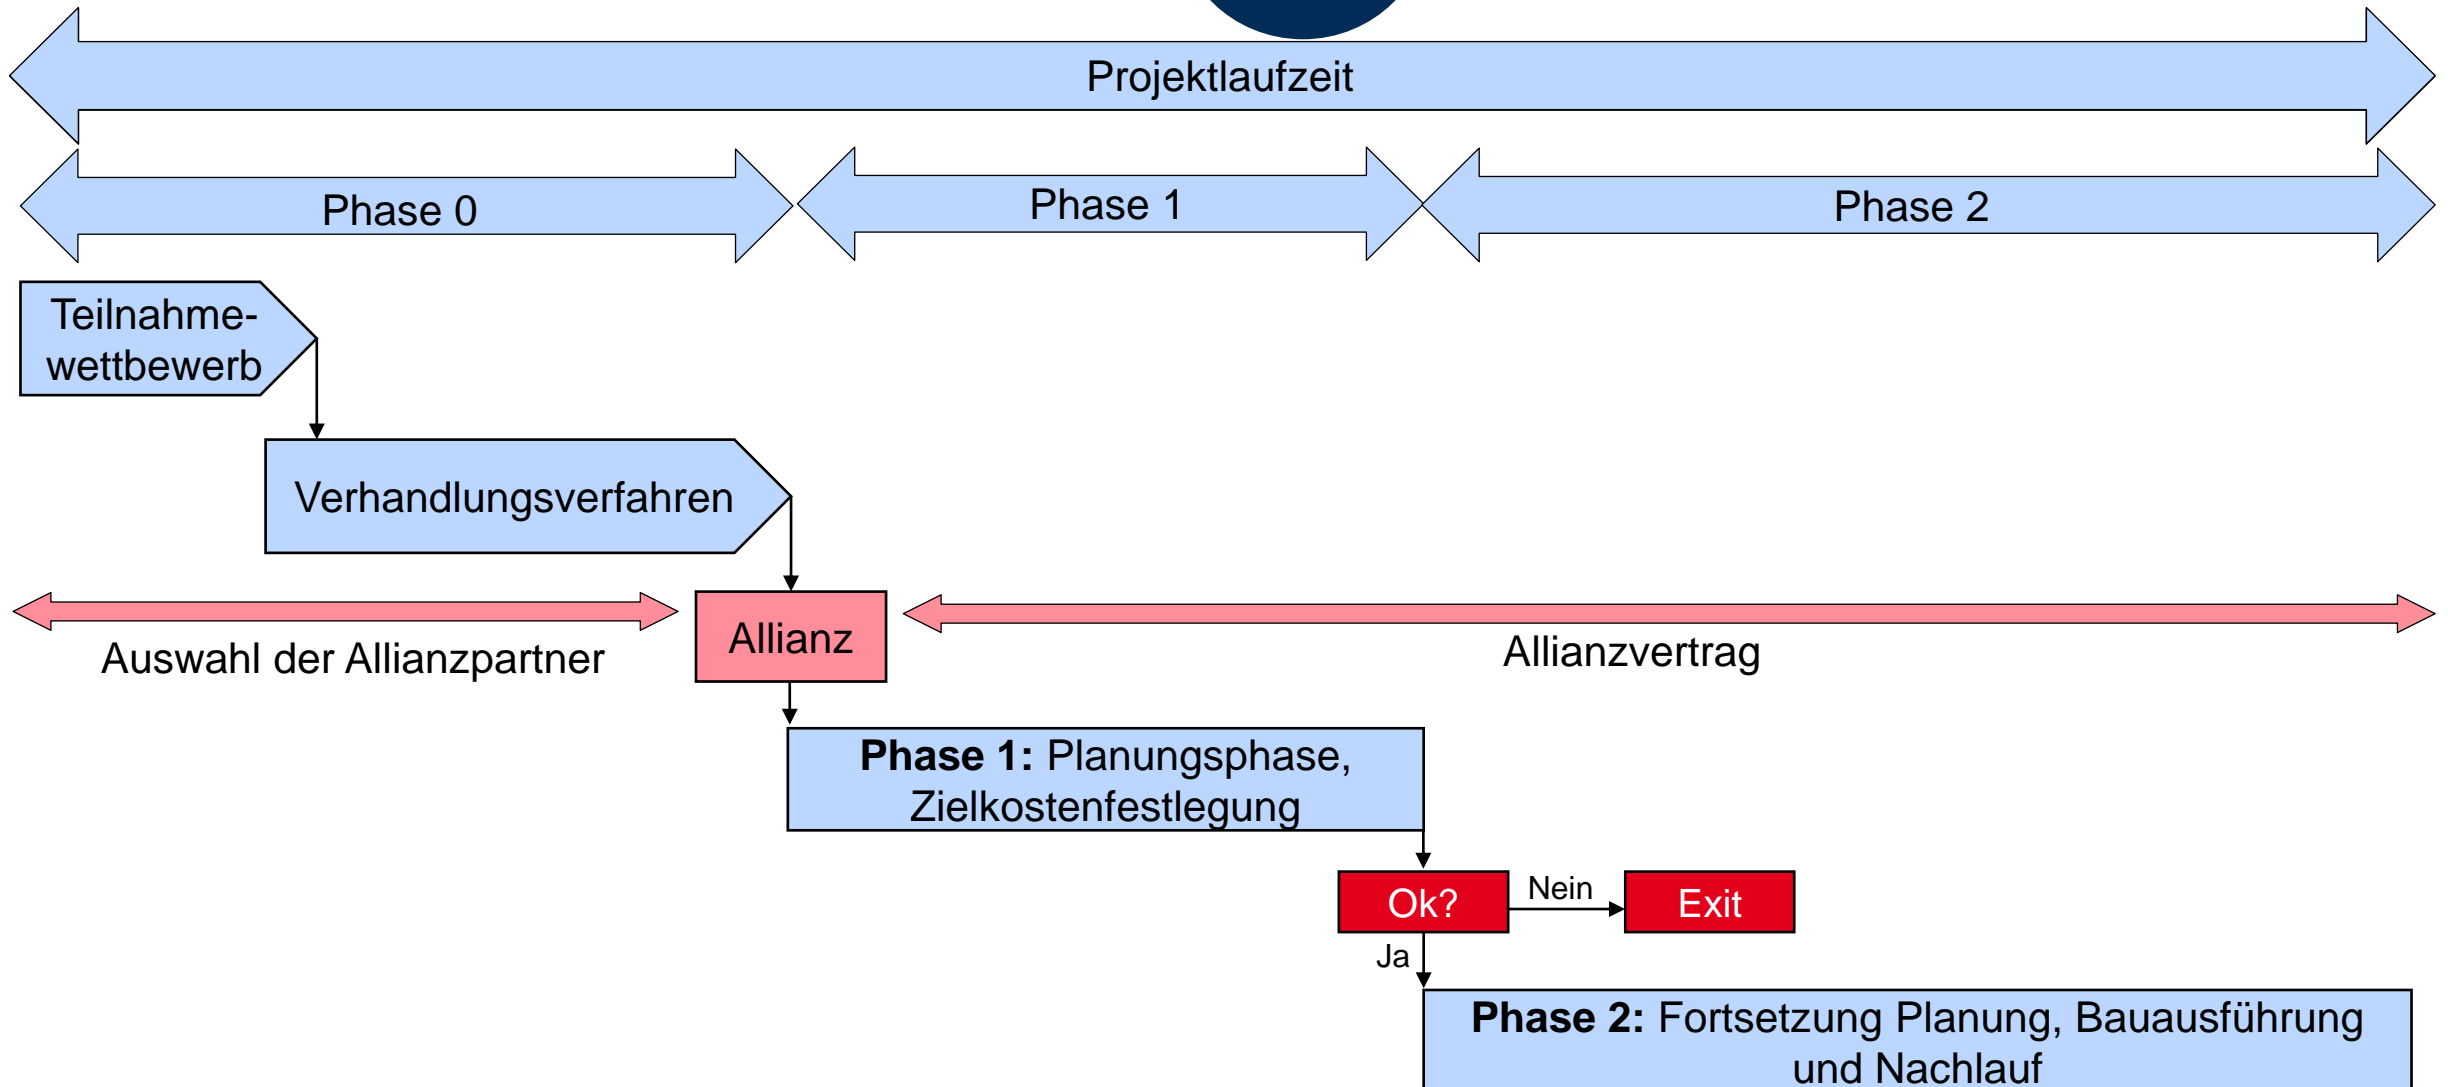 Projektlaufzeit
Phase 0
Phase 1
Phase 2
Teilnahme-
wettbewerb
Verhandlungsverfahren
Auswahl der Allianzpartner
Allianz
Allianzvertrag
Phase 1: Planungsphase,
Zielkostenfestlegung
Ok?
Nein
Exit
Ja
Phase 2: Fortsetzung Planung, Bauausführung
und Nachlauf